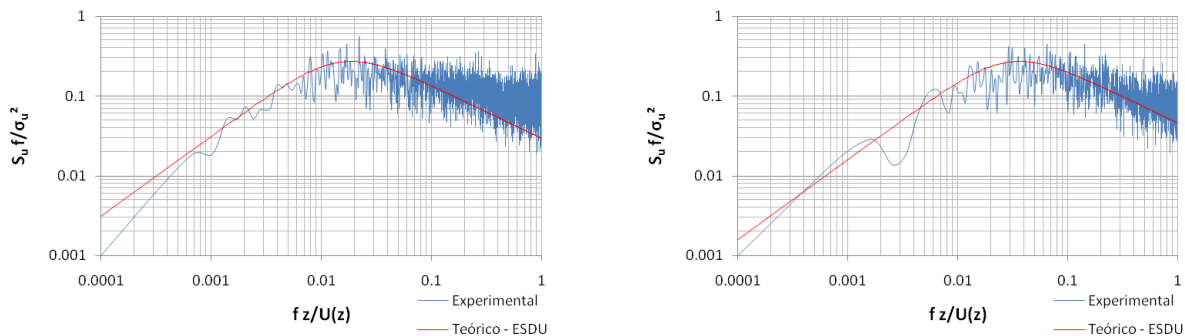 1
0.1
0.01
0.001
0.0001 0.001 0.01 0.1 1
S_u f/σ_u²
f z/U(z)
Experimental
Teórico - ESDU
1
0.1
0.01
0.001
0.0001 0.001 0.01 0.1 1
S_u f/σ_u²
f z/U(z)
Experimental
Teórico - ESDU